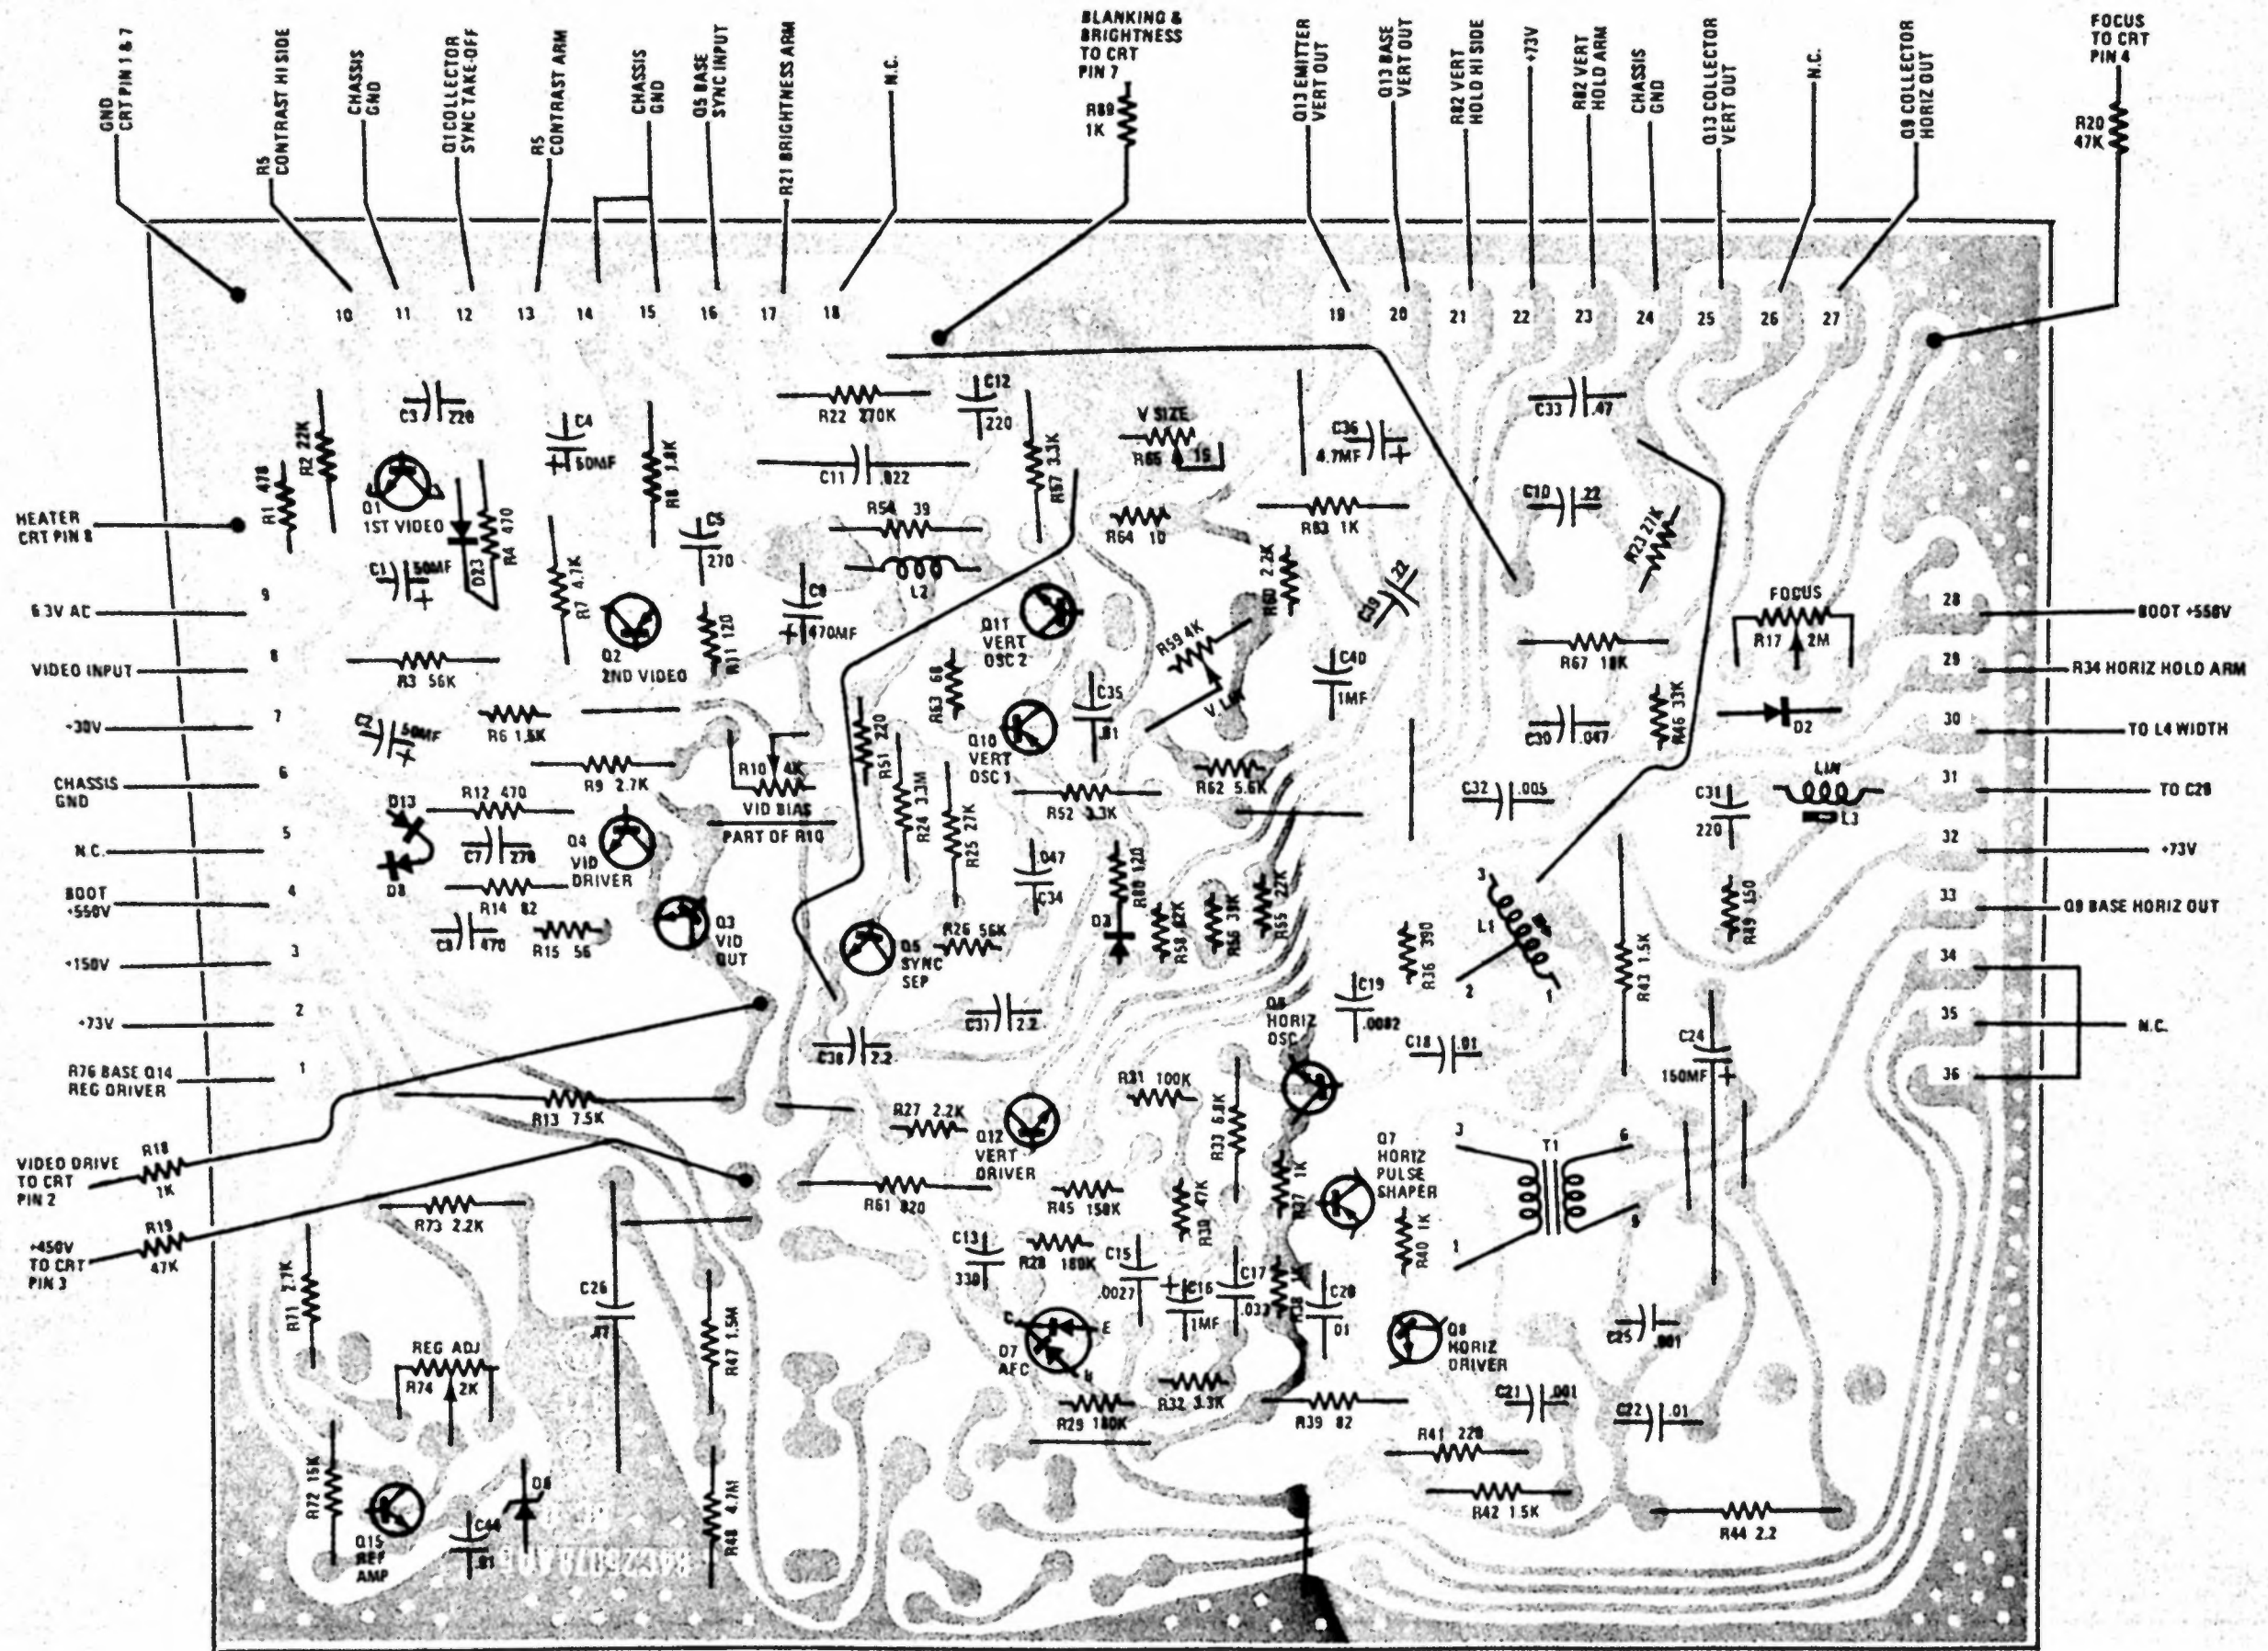 GND
CRT PIN 1 & 7
R5
CONTRAST HI SIDE
CHASSIS
GND
Q1 COLLECTOR
SYNC TAKE-OFF
R5
CONTRAST ARM
CHASSIS
GND
Q5 BASE
SYNC INPUT
R21 BRIGHTNESS ARM
N.C.
BLANKING &
BRIGHTNESS
TO CRT
PIN 7
R89
1K
Q13 EMITTER
VERT OUT
Q13 BASE
VERT OUT
R82 VERT
HOLD HI SIDE
+73V
R82 VERT
HOLD ARM
CHASSIS
GND
Q13 COLLECTOR
VERT OUT
N.C.
Q9 COLLECTOR
HORIZ OUT
FOCUS
TO CRT
PIN 4
R20
47K
10 11 12 13 14 15 16 17 18
19 20 21 22 23 24 25 26 27
C3 220
R2 22K
R1 470
Q1
1ST VIDEO
C4
50MF
R8 1.8K
R22 270K
C12
220
C11 .022
R57 3.3K
V SIZE
R65 15
C36
4.7MF
C33 .47
C10 .22
R23 27K
R83 1K
R64 10
R54 39
L2
C5
270
D23
R4 470
C1 50MF
R7 4.7K
HEATER
CRT PIN 8
9
6.3V AC
8
VIDEO INPUT
7
+30V
6
CHASSIS
GND
5
N.C.
4
BOOT
+550V
3
+150V
2
+73V
1
R76 BASE Q14
REG DRIVER
Q2
2ND VIDEO
R11 120
470MF
Q11
VERT
OSC 2
R60 2.2K
C39 .22
R59 4K
V LIN
C40
1MF
R67 18K
FOCUS
R17 2M
28
BOOT +550V
29
R34 HORIZ HOLD ARM
30
TO L4 WIDTH
31
TO C28
32
+73V
33
Q9 BASE HORIZ OUT
34
35
N.C.
36
R3 56K
C2 50MF
R6 1.5K
R9 2.7K
R10 4K
VID BIAS
PART OF R10
R51 220
R63 68
Q10
VERT
OSC 1
C35
.01
R62 5.6K
C30 .047
R46 33K
D2
C32 .005
C31
220
LIN
L3
D13
D8
R12 470
C7 270
Q4
VID
DRIVER
R14 82
470
R15 56
Q3
VID
OUT
R24 3.3M
R25 27K
R52 3.3K
.047
C34
R80 120
D3
R58 82K
R56 39K
R55 22K
Q5
SYNC
SEP
R26 56K
C37 2.2
C38 2.2
R36 390
3
L1
2
1
R43 1.5K
R49 150
C19
.0082
Q6
HORIZ
OSC
C18 .01
C24
150MF
R13 7.5K
R27 2.2K
Q12
VERT
DRIVER
R31 100K
R33 6.8K
R37 1K
Q7
HORIZ
PULSE
SHAPER
3
T1
6
1
VIDEO DRIVE
TO CRT
PIN 2
R18
1K
+450V
TO CRT
PIN 3
R19
47K
R73 2.2K
R61 820
R45 150K
R30 47K
R40 1K
R71 2.7K
C26
C13
330
R28 180K
C15
.0027
C16
1MF
C17
.033
R38 1K
C20
01
Q8
HORIZ
DRIVER
C25 .001
R47 1.5M
REG ADJ
R74 2K
C
E
D7
AFC
R29 180K
R32 3.3K
R39 82
C21 .001
C22 .01
R41 220
R42 1.5K
R44 2.2
R72 15K
Q15
REF
AMP
C44
.01
R48 4.7M